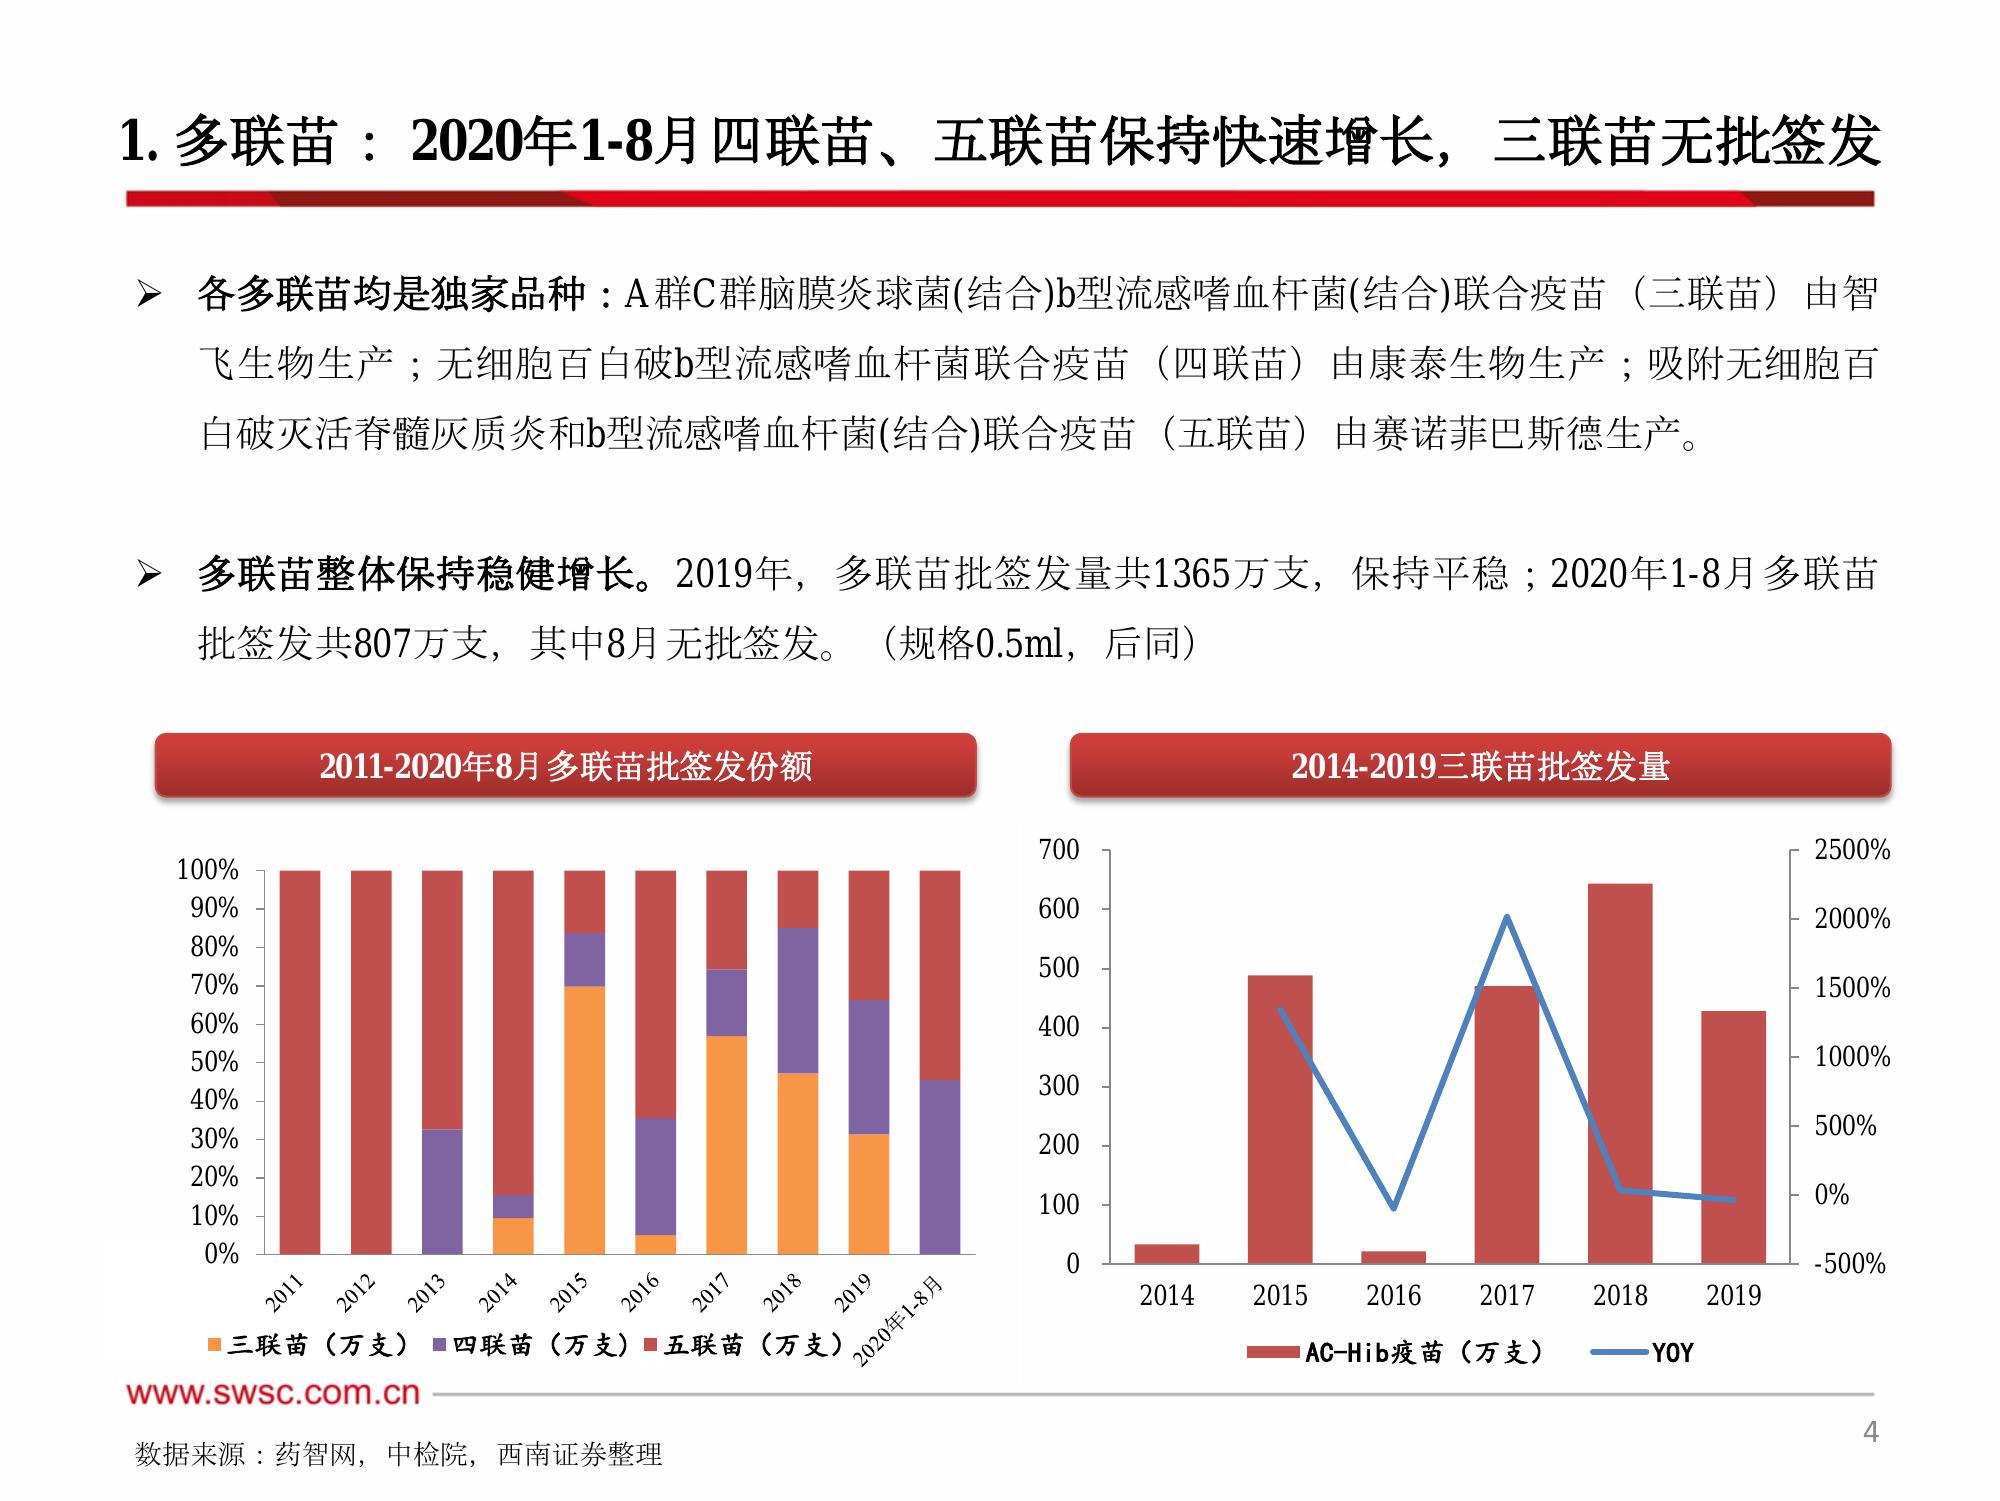 1. 多联苗：2020年1-8月四联苗、五联苗保持快速增长，三联苗无批签发
➢ 各多联苗均是独家品种：A群C群脑膜炎球菌(结合)b型流感嗜血杆菌(结合)联合疫苗（三联苗）由智
飞生物生产；无细胞百白破b型流感嗜血杆菌联合疫苗（四联苗）由康泰生物生产；吸附无细胞百
白破灭活脊髓灰质炎和b型流感嗜血杆菌(结合)联合疫苗（五联苗）由赛诺菲巴斯德生产。
➢ 多联苗整体保持稳健增长。2019年，多联苗批签发量共1365万支，保持平稳；2020年1-8月多联苗
批签发共807万支，其中8月无批签发。（规格0.5ml，后同）
2011-2020年8月多联苗批签发份额
100%
90%
80%
70%
60%
50%
40%
30%
20%
10%
0%
2011 2012 2013 2014 2015 2016 2017 2018 2019 2020年1-8月
三联苗（万支） 四联苗（万支） 五联苗（万支）
2014-2019三联苗批签发量
700
600
500
400
300
200
100
0
2500%
2000%
1500%
1000%
500%
0%
-500%
2014 2015 2016 2017 2018 2019
AC-Hib疫苗（万支） YOY
www.swsc.com.cn
数据来源：药智网，中检院，西南证券整理
4